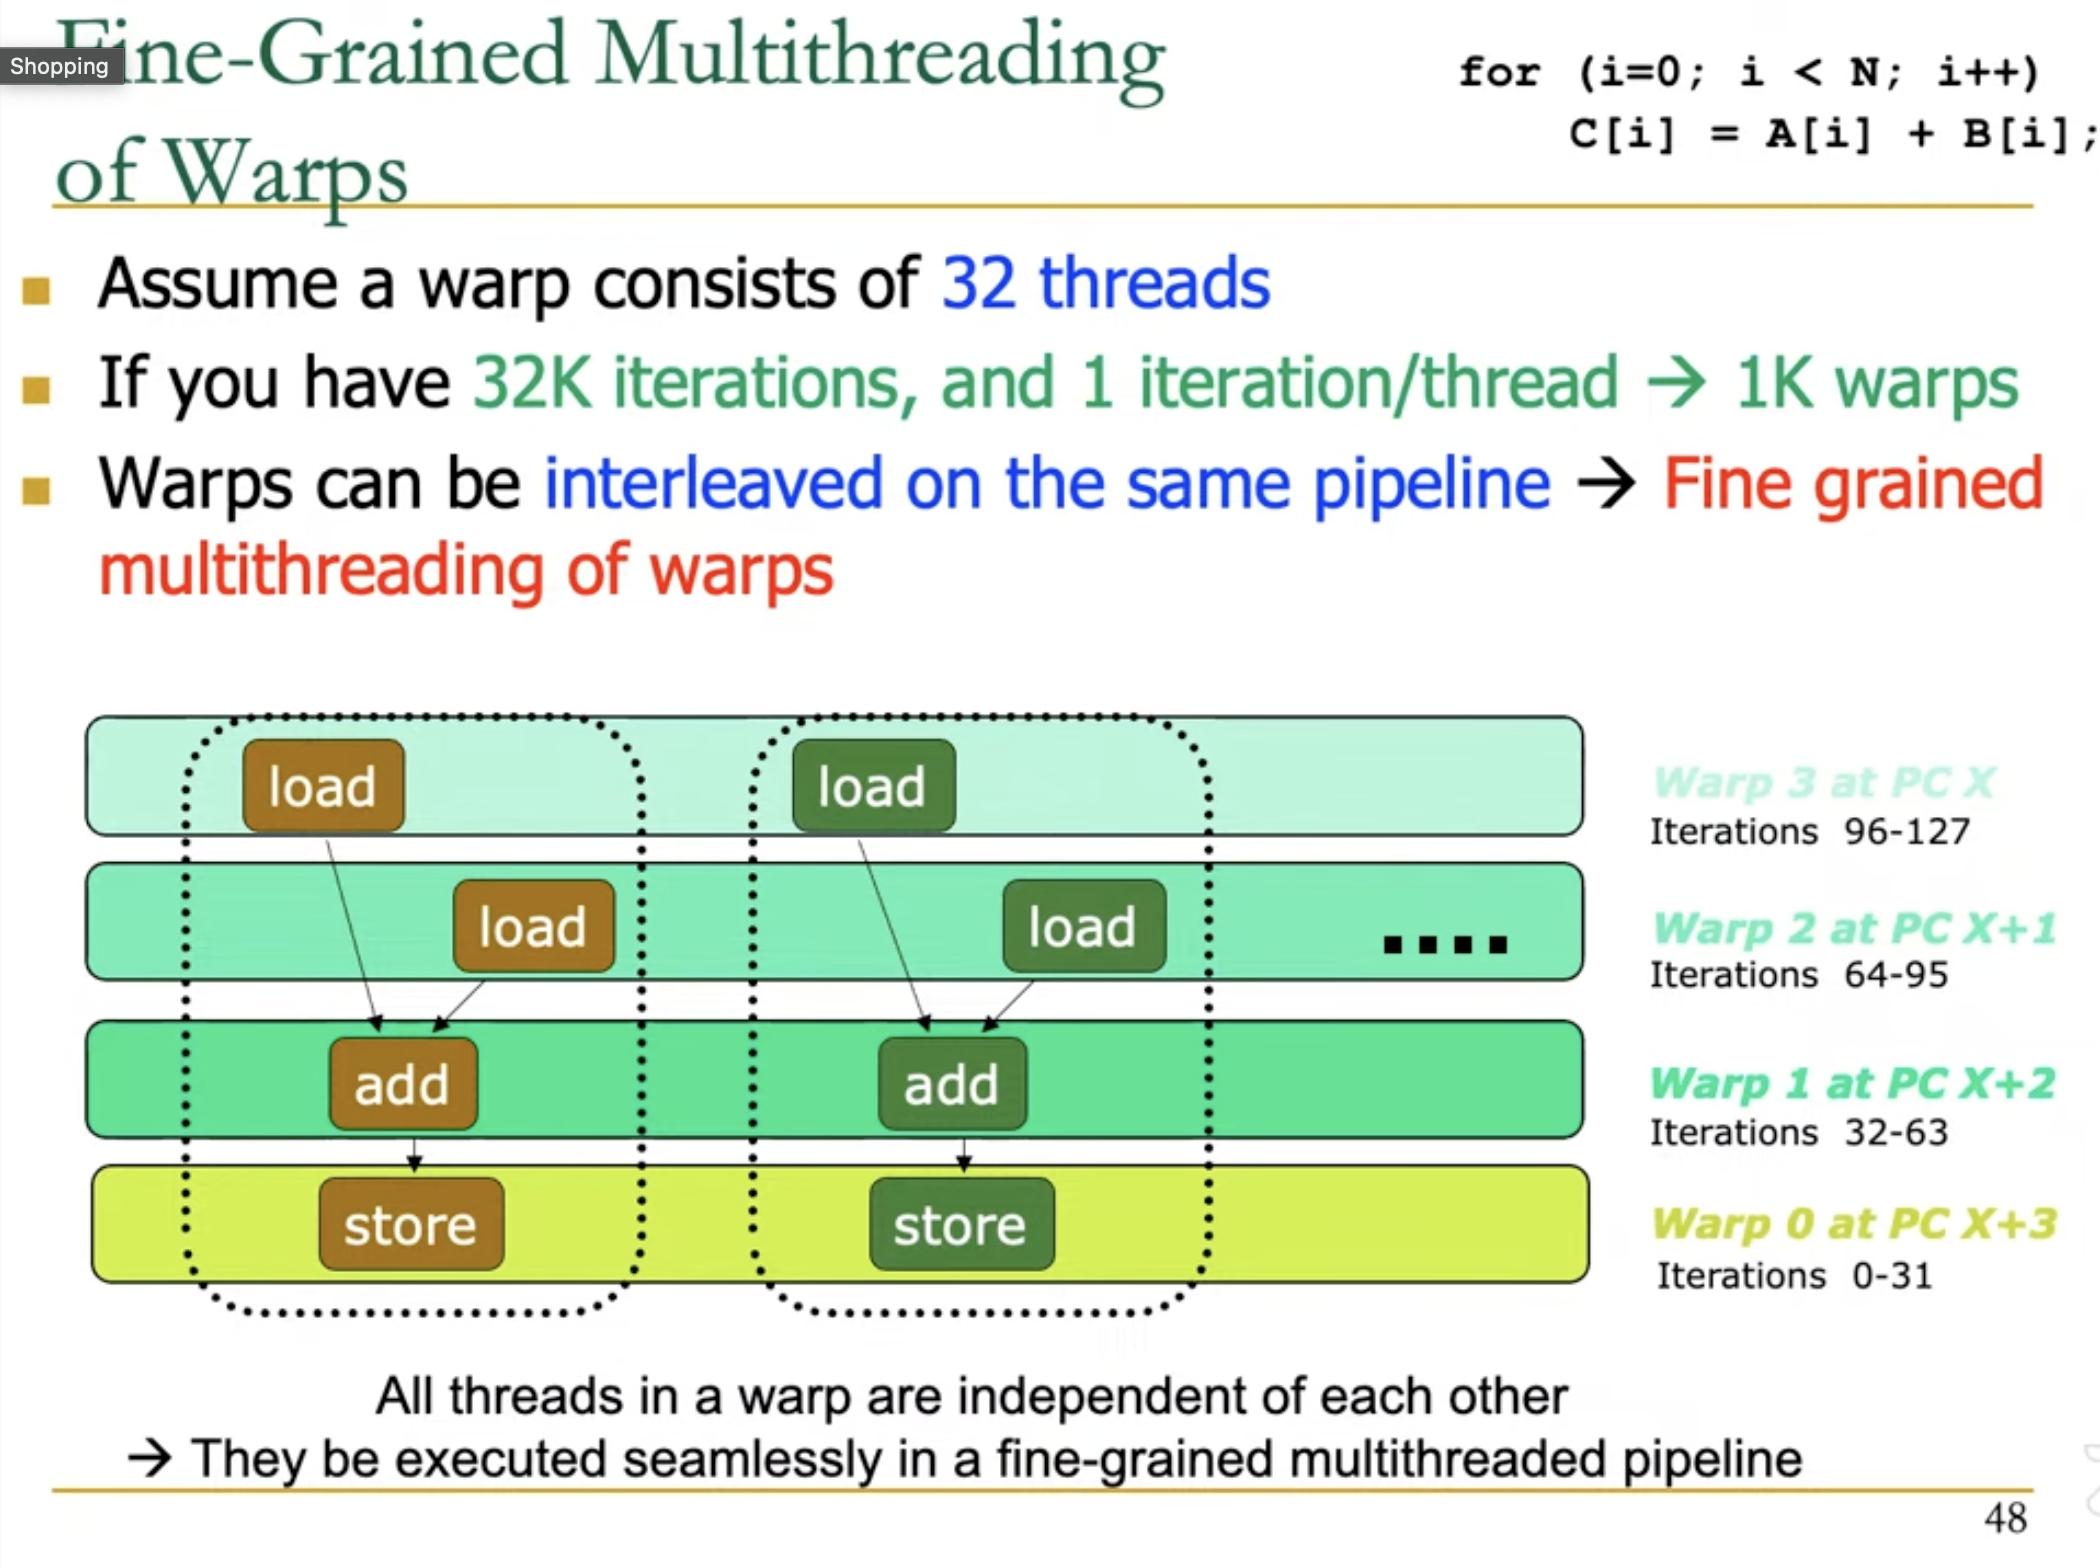 Fine-Grained Multithreading
of Warps
Shopping
for (i=0; i < N; i++)
C[i] = A[i] + B[i];
Assume a warp consists of 32 threads
If you have 32K iterations, and 1 iteration/thread → 1K warps
Warps can be interleaved on the same pipeline → Fine grained
multithreading of warps
load load
Warp 3 at PC X
Iterations 96-127
load load ....
Warp 2 at PC X+1
Iterations 64-95
add add
Warp 1 at PC X+2
Iterations 32-63
store store
Warp 0 at PC X+3
Iterations 0-31
All threads in a warp are independent of each other
→ They be executed seamlessly in a fine-grained multithreaded pipeline
48